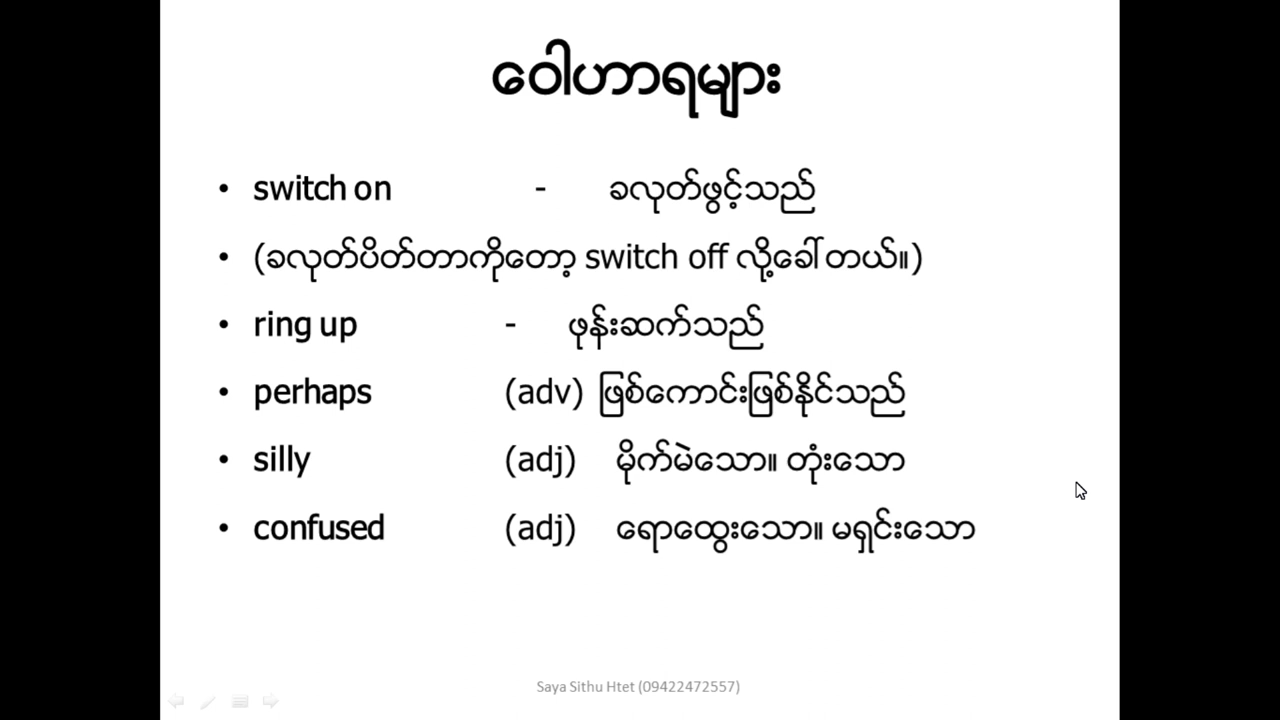 ဝေါဟာရများ
• switch on - ခလုတ်ဖွင့်သည်
• (ခလုတ်ပိတ်တာကိုတော့ switch off လို့ခေါ်တယ်။)
• ring up - ဖုန်းဆက်သည်
• perhaps (adv) ဖြစ်ကောင်းဖြစ်နိုင်သည်
• silly (adj) မိုက်မဲသော။ တုံးသော
• confused (adj) ရောထွေးသော။ မရှင်းသော
Saya Sithu Htet (09422472557)